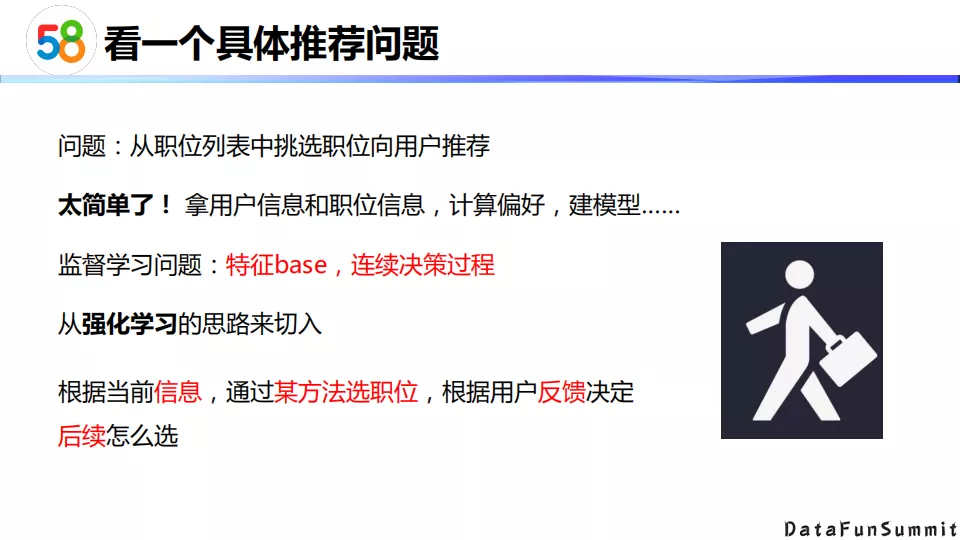 58
看一个具体推荐问题
问题：从职位列表中挑选职位向用户推荐
太简单了！ 拿用户信息和职位信息，计算偏好，建模型……
监督学习问题：特征base，连续决策过程
从强化学习的思路来切入
根据当前信息，通过某方法选职位，根据用户反馈决定
后续怎么选
DataFunSummit